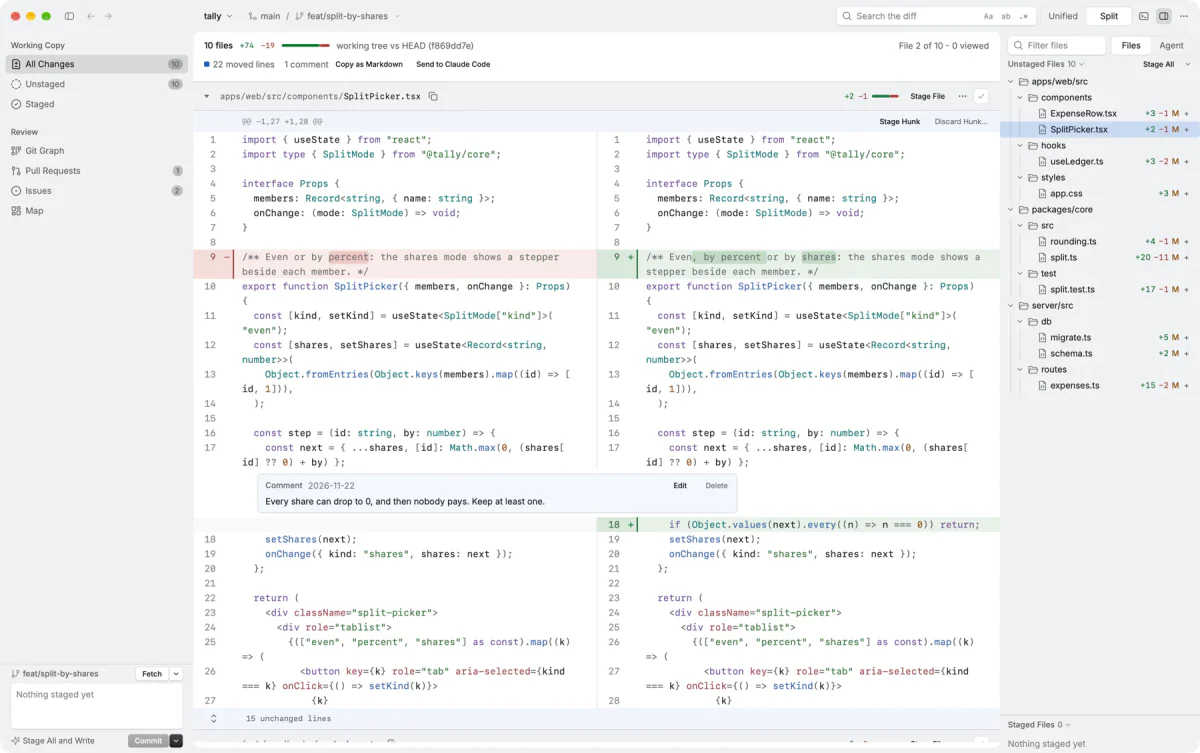 tally main / feat/split-by-shares Search the diff Aa ab .* Unified Split
Working Copy
All Changes 10
Unstaged 10
Staged
Review
Git Graph
Pull Requests 1
Issues 2
Map
feat/split-by-shares Fetch
Nothing staged yet
Stage All and Write Commit
10 files +74 −19 working tree vs HEAD (f869dd7e) File 2 of 10 - 0 viewed
22 moved lines 1 comment Copy as Markdown Send to Claude Code
apps/web/src/components/SplitPicker.tsx +2 −1 Stage File
@@ -1,27 +1,28 @@ Stage Hunk Discard Hunk...
1 import { useState } from "react";
2 import type { SplitMode } from "@tally/core";
3
4 interface Props {
5 members: Record<string, { name: string }>;
6 onChange: (mode: SplitMode) => void;
7 }
8
9 − /** Even or by percent: the shares mode shows a stepper
beside each member. */
10 export function SplitPicker({ members, onChange }: Props)
{
11 const [kind, setKind] = useState<SplitMode["kind"]>(
"even");
12 const [shares, setShares] = useState<Record<string,
number>>(
13 Object.fromEntries(Object.keys(members).map((id) => [
id, 1])),
14 );
15
16 const step = (id: string, by: number) => {
17 const next = { ...shares, [id]: Math.max(0, (shares[
id] ?? 0) + by) };
1 import { useState } from "react";
2 import type { SplitMode } from "@tally/core";
3
4 interface Props {
5 members: Record<string, { name: string }>;
6 onChange: (mode: SplitMode) => void;
7 }
8
9 + /** Even, by percent or by shares: the shares mode shows a
stepper beside each member. */
10 export function SplitPicker({ members, onChange }: Props)
{
11 const [kind, setKind] = useState<SplitMode["kind"]>(
"even");
12 const [shares, setShares] = useState<Record<string,
number>>(
13 Object.fromEntries(Object.keys(members).map((id) => [
id, 1])),
14 );
15
16 const step = (id: string, by: number) => {
17 const next = { ...shares, [id]: Math.max(0, (shares[
id] ?? 0) + by) };
Comment 2026-11-22 Edit Delete
Every share can drop to 0, and then nobody pays. Keep at least one.
18 setShares(next);
19 onChange({ kind: "shares", shares: next });
20 };
21
22 return (
23 <div className="split-picker">
24 <div role="tablist">
25 {(["even", "percent", "shares"] as const).map((k)
=> (
26 <button key={k} role="tab" aria-selected={kind
=== k} onClick={() => setKind(k)}>
27 {k}
18 + if (Object.values(next).every((n) => n === 0)) return;
19 setShares(next);
20 onChange({ kind: "shares", shares: next });
21 };
22
23 return (
24 <div className="split-picker">
25 <div role="tablist">
26 {(["even", "percent", "shares"] as const).map((k)
=> (
27 <button key={k} role="tab" aria-selected={kind
=== k} onClick={() => setKind(k)}>
28 {k}
15 unchanged lines
Filter files Files Agent
Unstaged Files 10 Stage All
apps/web/src
components
ExpenseRow.tsx +3 −1 M +
SplitPicker.tsx +2 −1 M +
hooks
useLedger.ts +3 −2 M +
styles
app.css +3 M +
packages/core
src
rounding.ts +4 −1 M +
split.ts +20 −11 M +
test
split.test.ts +17 −1 M +
server/src
db
migrate.ts +5 M +
schema.ts +2 M +
routes
expenses.ts +15 −2 M +
Staged Files 0
Nothing staged yet